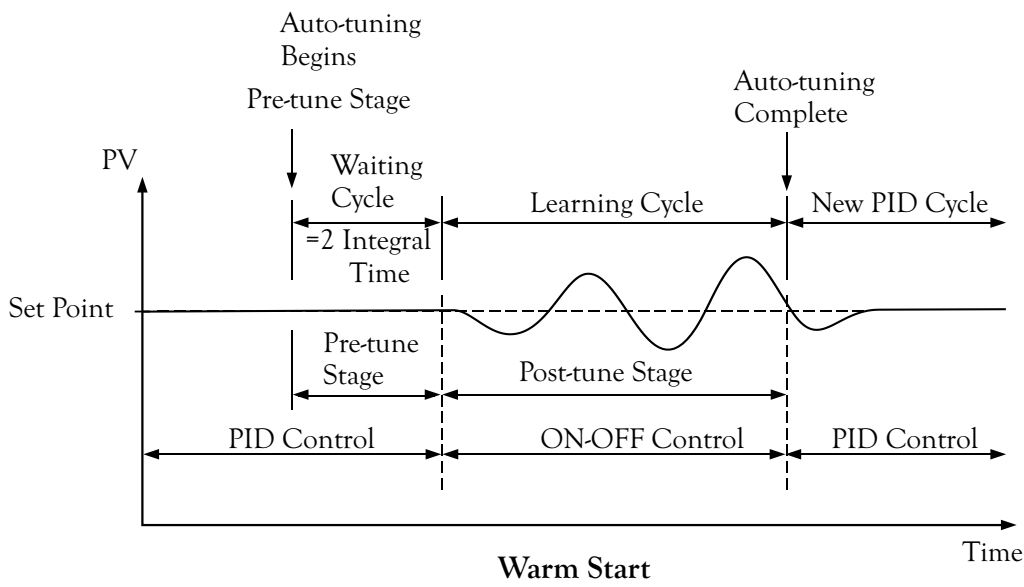 Auto-tuning
Begins
Pre-tune Stage
Auto-tuning
Complete
PV
Waiting
Cycle
=2 Integral
Time
Learning Cycle
New PID Cycle
Set Point
Pre-tune
Stage
Post-tune Stage
PID Control
ON-OFF Control
PID Control
Time
Warm Start